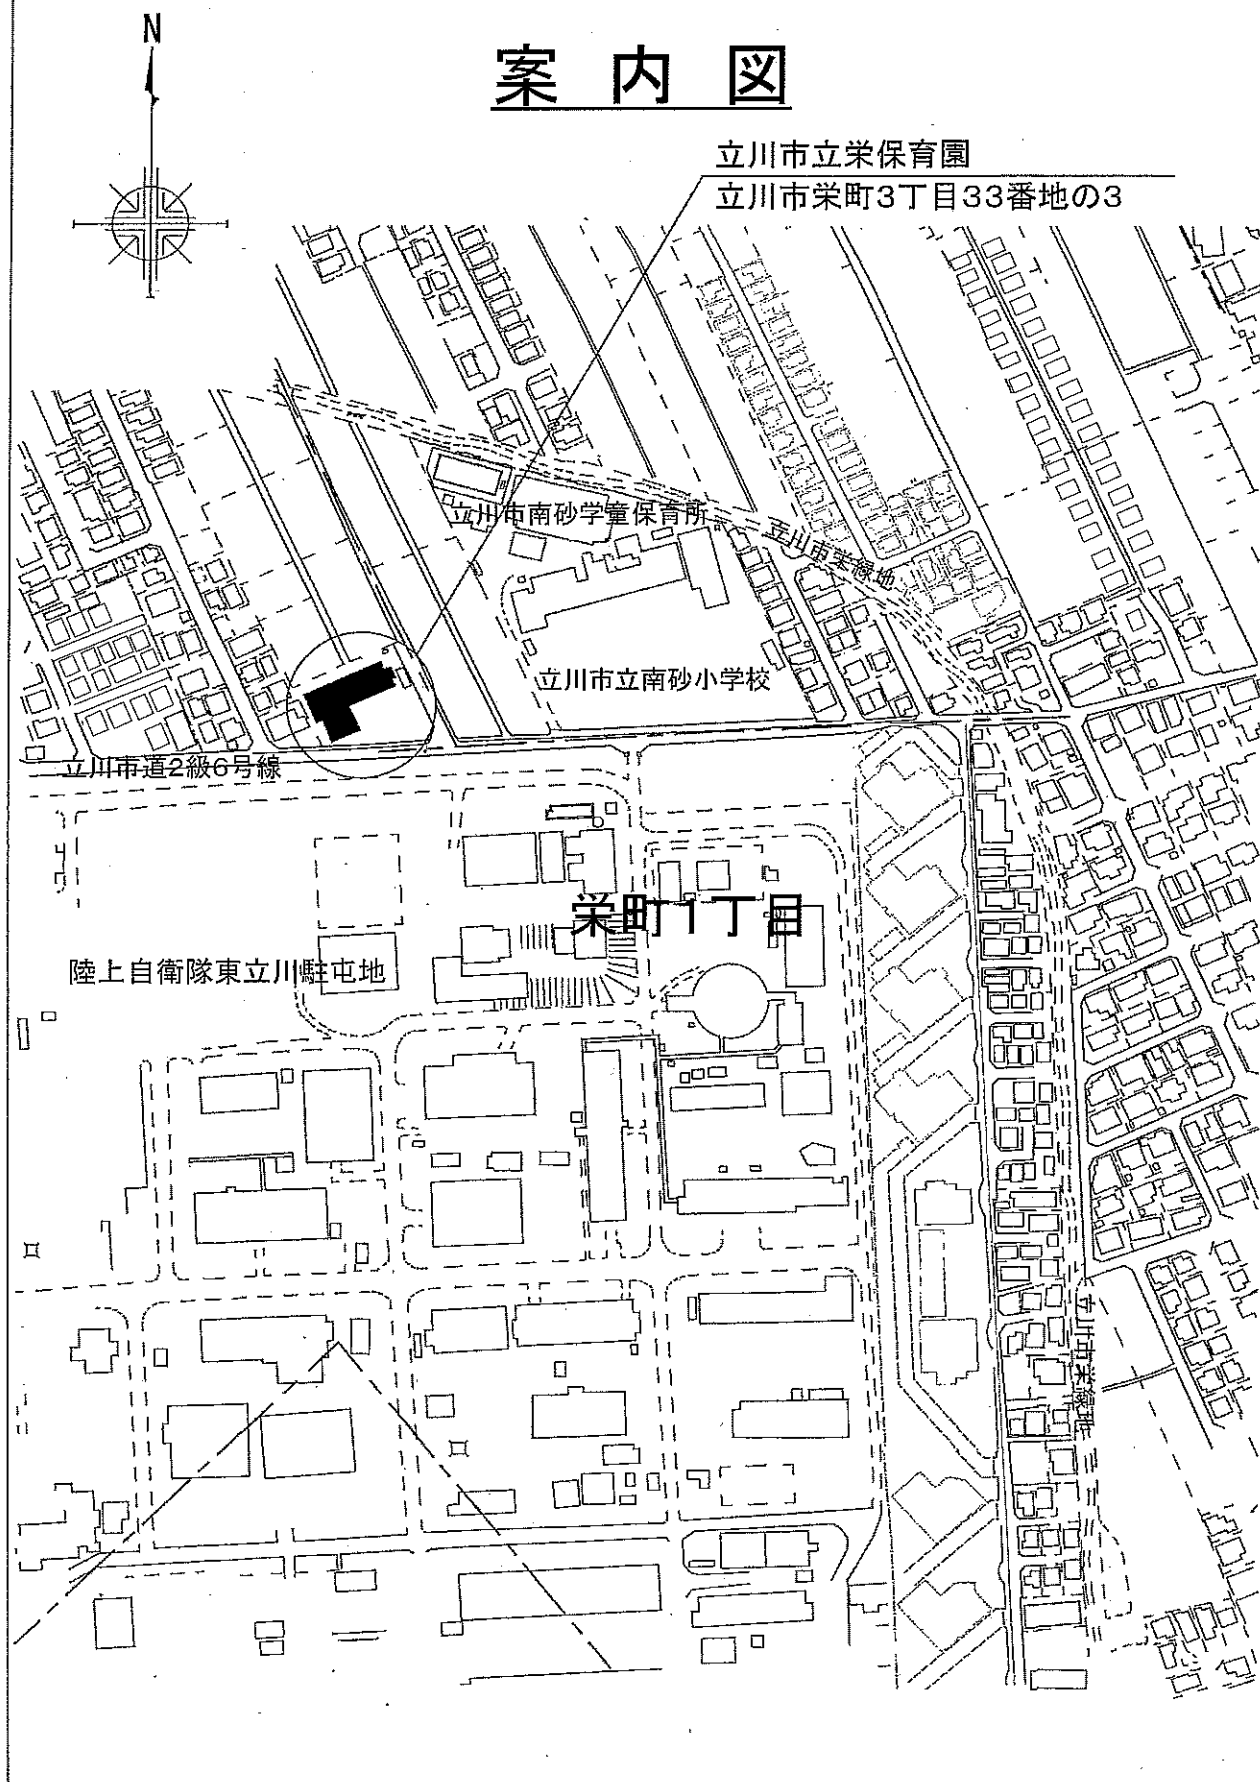 N
案内図
立川市立栄保育園
立川市栄町3丁目33番地の3
立川市南砂学童保育所
立川市栄緑地
立川市立南砂小学校
立川市道2級6号線
栄町1丁目
陸上自衛隊東立川駐屯地
立川市栄緑地